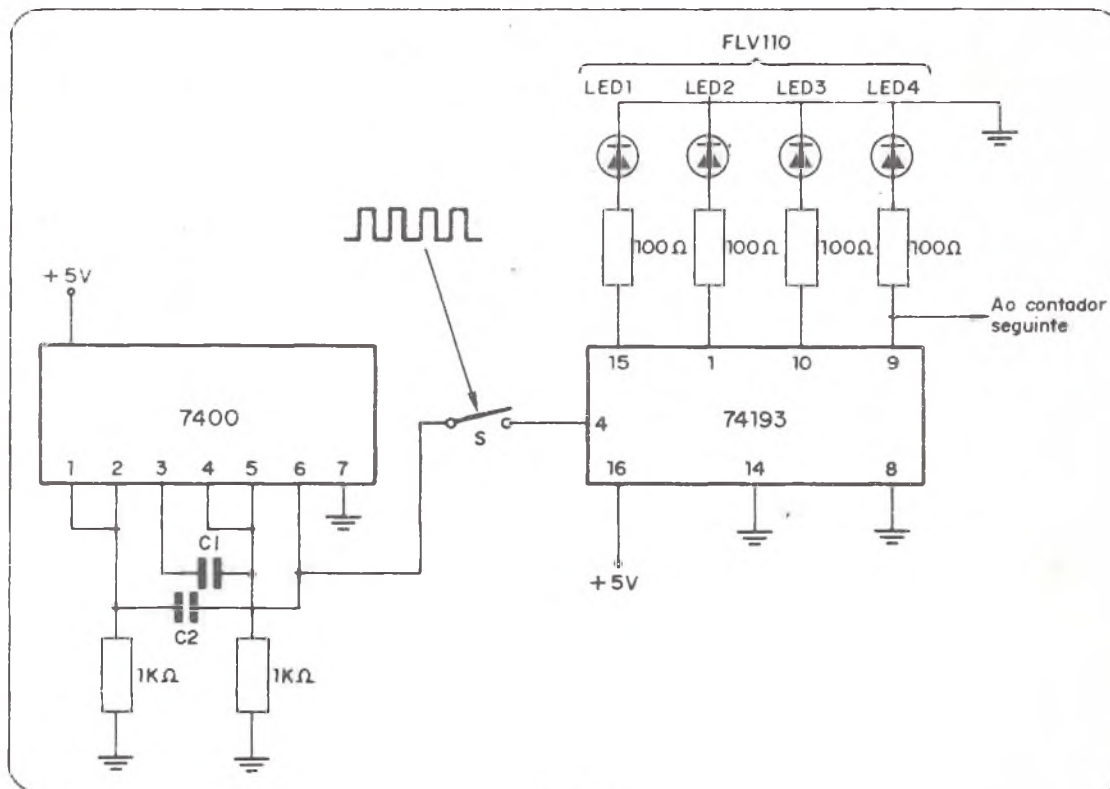 FLV110
LED1 LED2 LED3 LED4
100Ω 100Ω 100Ω 100Ω
+5V
Ao contador
seguinte
15 1 10 9
7400
S
4 74193
1 2 3 4 5 6 7
16 14 8
C1
C2
+5V
1KΩ 1KΩ